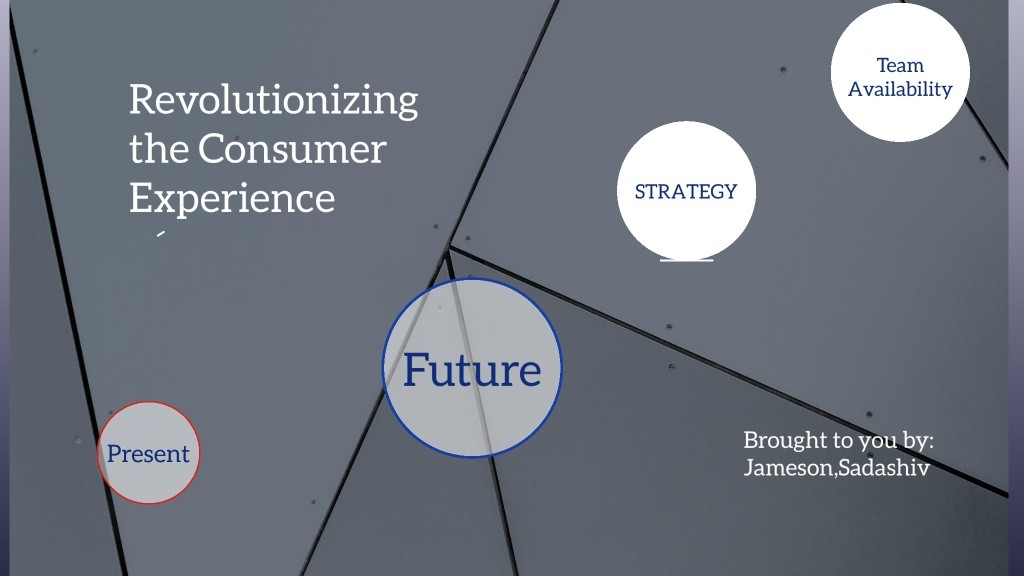 Revolutionizing
the Consumer
Experience
Team
Availability
STRATEGY
Future
Present
Brought to you by:
Jameson,Sadashiv